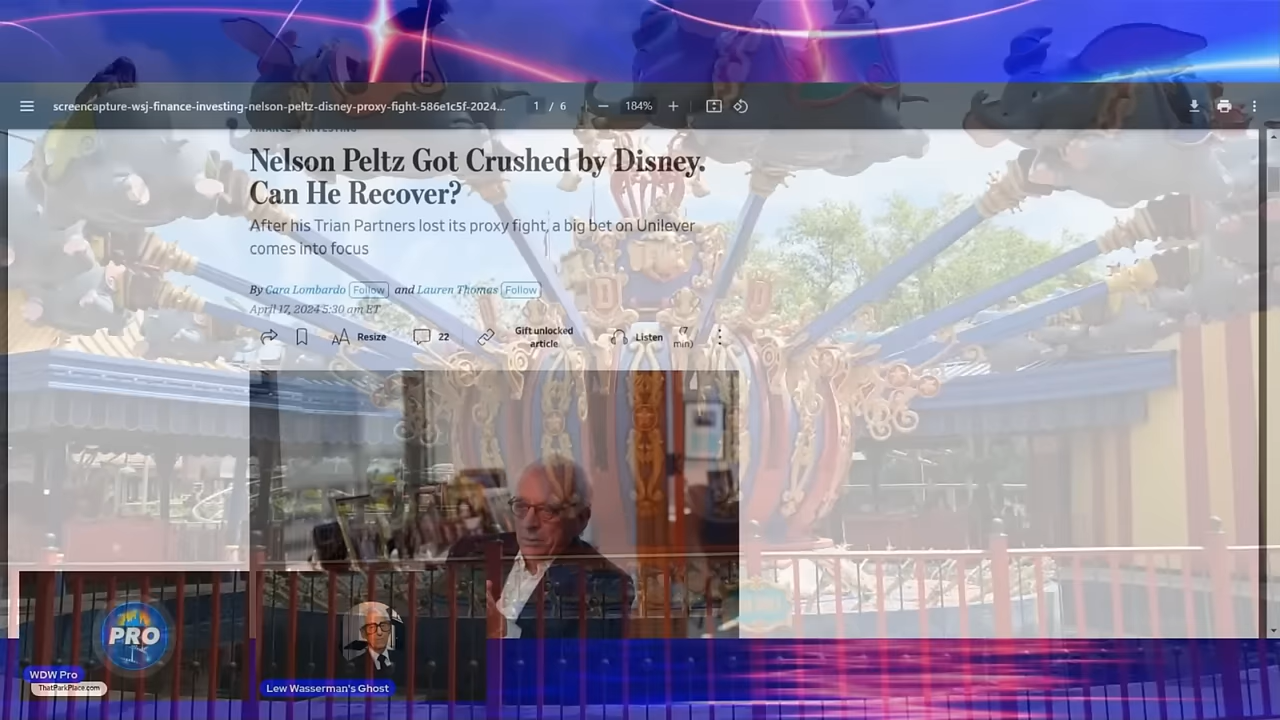 screencapture-wsj-finance-investing-nelson-peltz-disney-proxy-fight-586e1c5f-2024...
1 / 6
184%
Nelson Peltz Got Crushed by Disney.
Can He Recover?
After his Trian Partners lost its proxy fight, a big bet on Unilever
comes into focus
By Cara Lombardo Follow and Lauren Thomas Follow
April 17, 2024 5:30 am ET
Resize
22
Gift unlocked
article
Listen
(7
min)
D
PRO
WDW Pro
ThatParkPlace.com
Lew Wasserman's Ghost